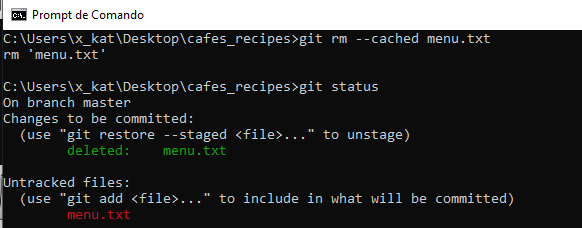 Prompt de Comando
C:\Users\x_kat\Desktop\cafes_recipes>git rm --cached menu.txt
rm 'menu.txt'
C:\Users\x_kat\Desktop\cafes_recipes>git status
On branch master
Changes to be committed:
  (use "git restore --staged <file>..." to unstage)
        deleted:    menu.txt
Untracked files:
  (use "git add <file>..." to include in what will be committed)
        menu.txt